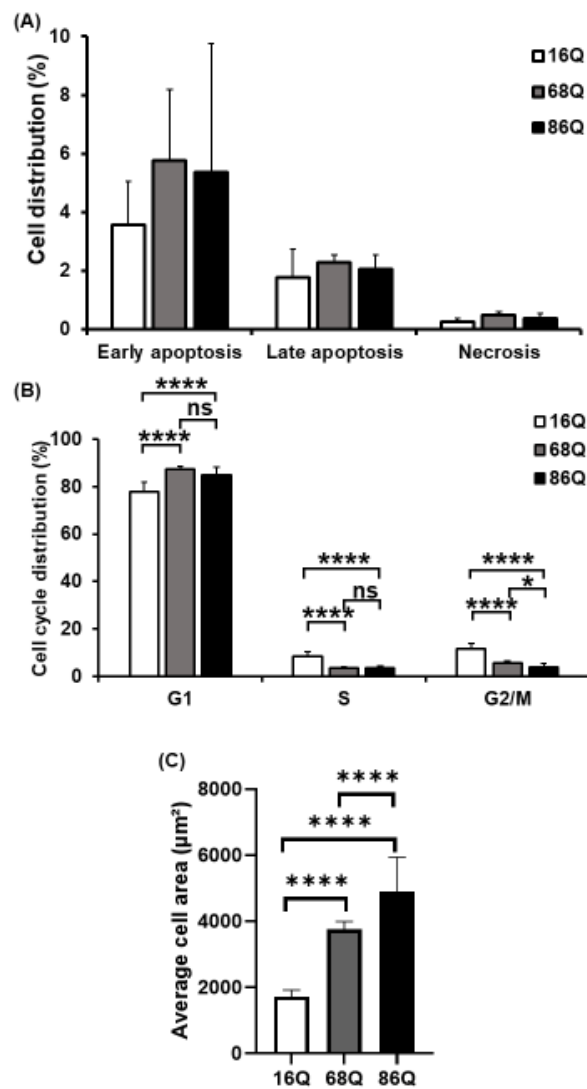 (A)
Cell distribution (%)
10
8
6
4
2
0
16Q
68Q
86Q
Early apoptosis Late apoptosis Necrosis
(B)
Cell cycle distribution (%)
100
80
60
40
20
0
16Q
68Q
86Q
****
ns
****
****
ns
****
****
*
****
G1 S G2/M
(C)
Average cell area (µm²)
8000
6000
4000
2000
0
****
****
****
16Q 68Q 86Q